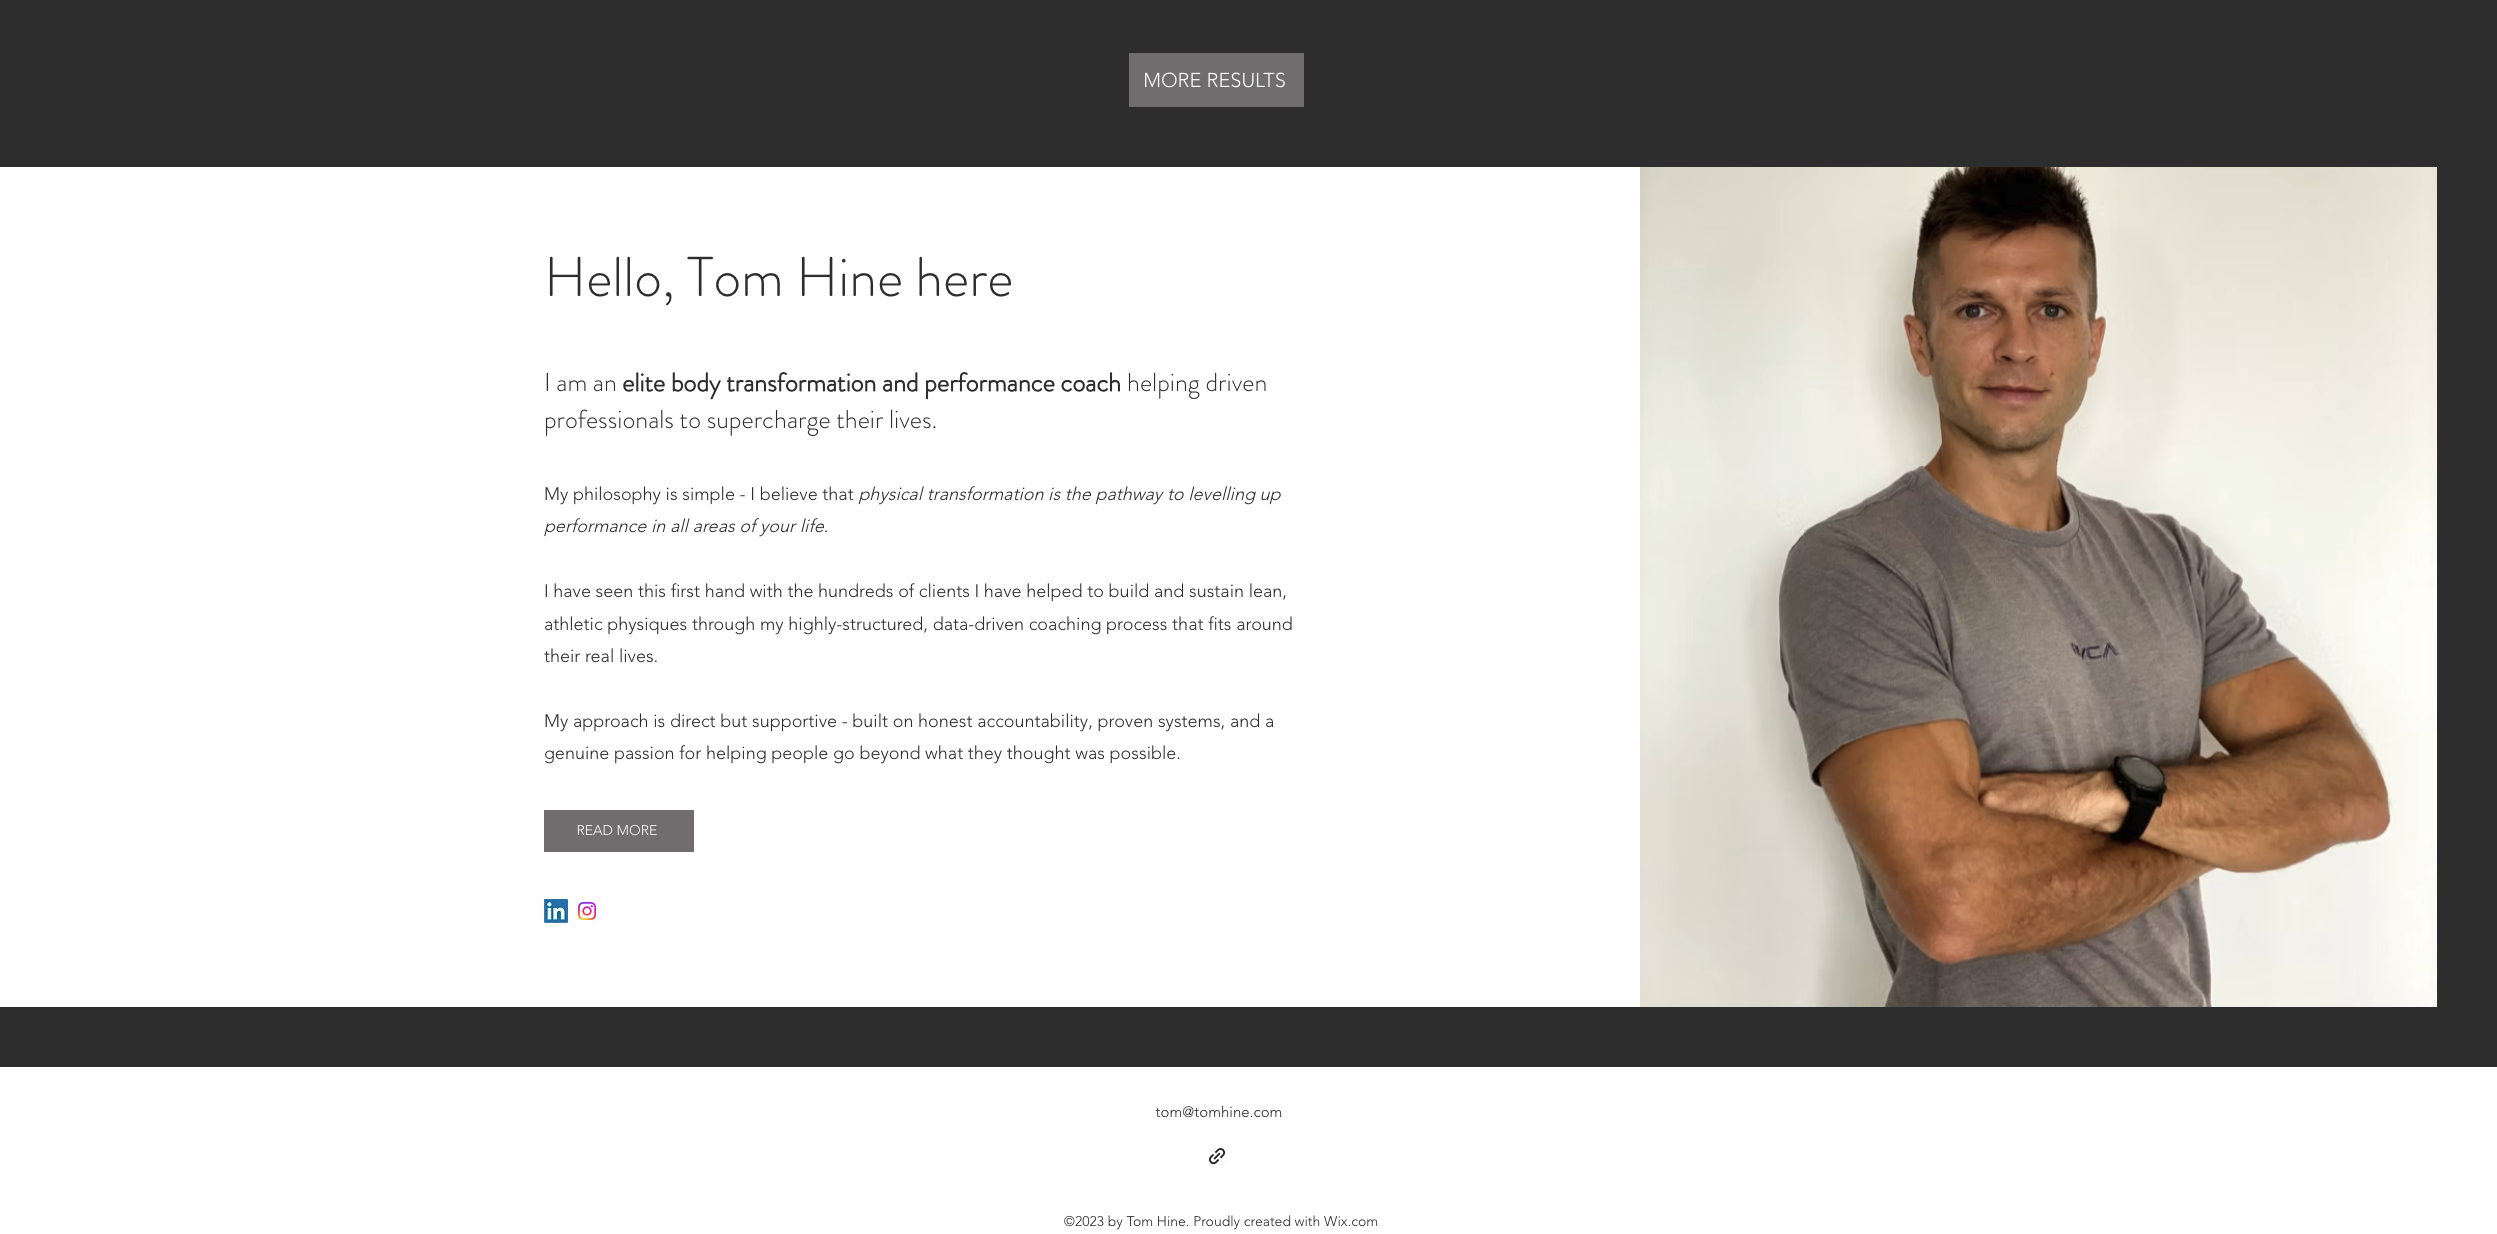 MORE RESULTS
Hello, Tom Hine here
I am an elite body transformation and performance coach helping driven
professionals to supercharge their lives.
My philosophy is simple - I believe that physical transformation is the pathway to levelling up
performance in all areas of your life.
I have seen this first hand with the hundreds of clients I have helped to build and sustain lean,
athletic physiques through my highly-structured, data-driven coaching process that fits around
their real lives.
My approach is direct but supportive - built on honest accountability, proven systems, and a
genuine passion for helping people go beyond what they thought was possible.
READ MORE
in
tom@tomhine.com
©2023 by Tom Hine. Proudly created with Wix.com